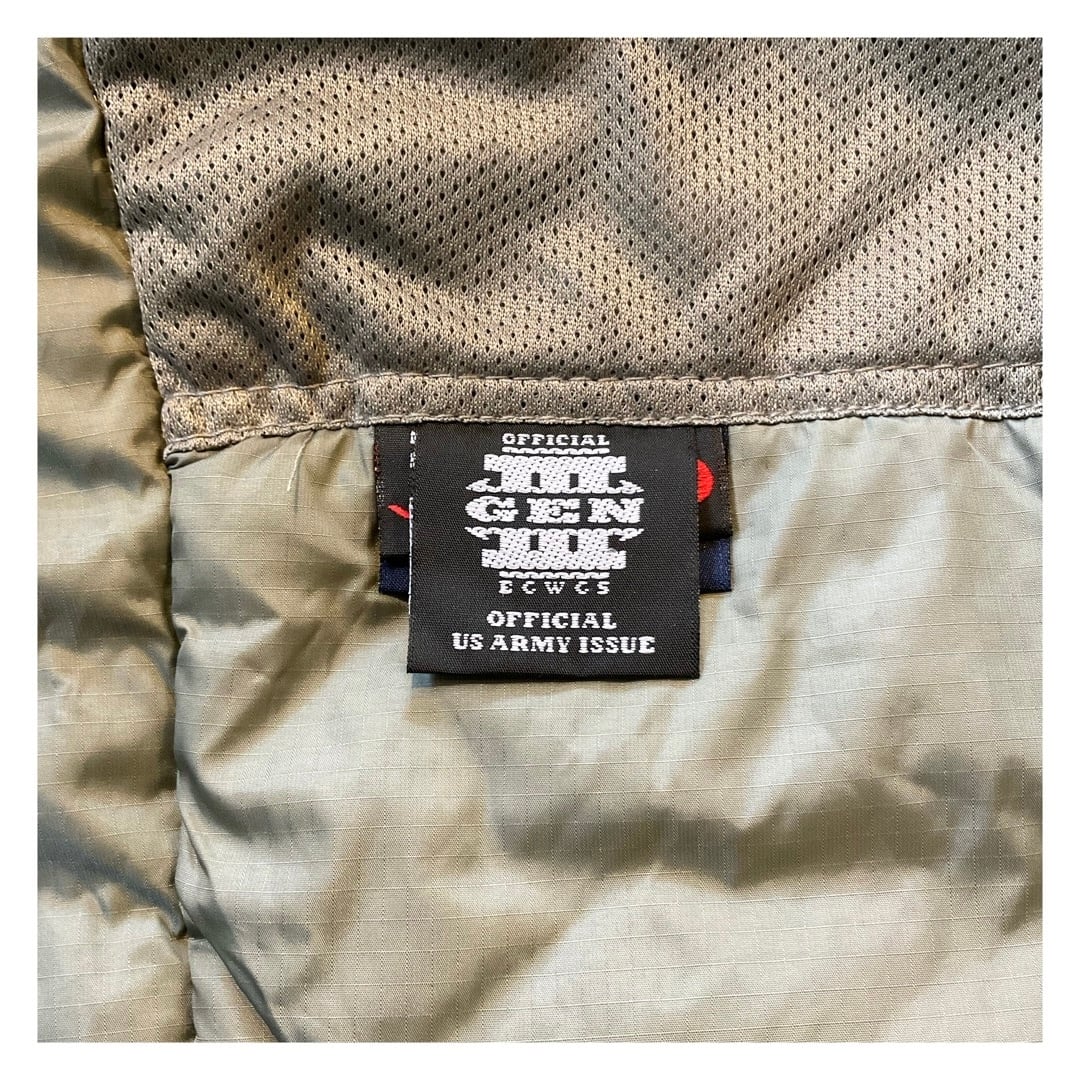 OFFICIAL
III
GEN
III
ECWCS
OFFICIAL
US ARMY ISSUE